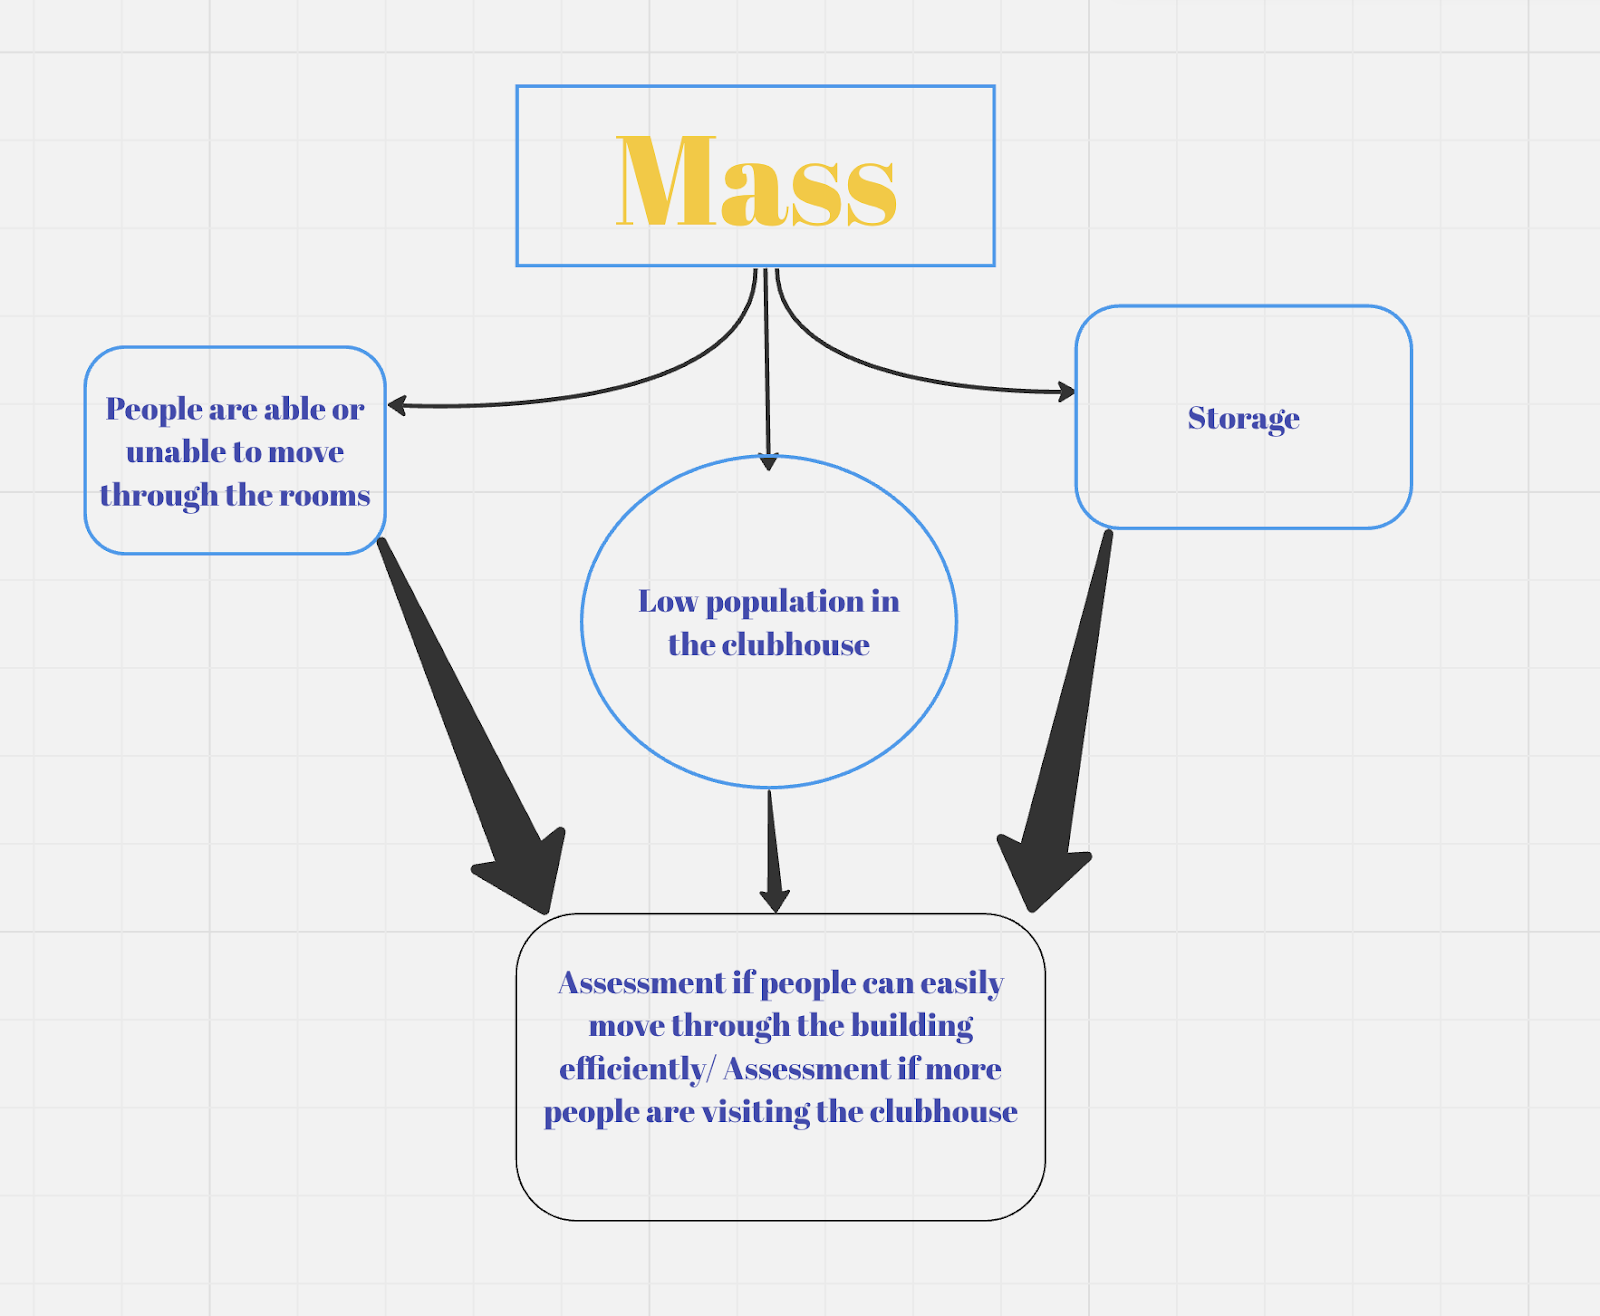 Mass
People are able or
unable to move
through the rooms
Storage
Low population in
the clubhouse
Assessment if people can easily
move through the building
efficiently/ Assessment if more
people are visiting the clubhouse